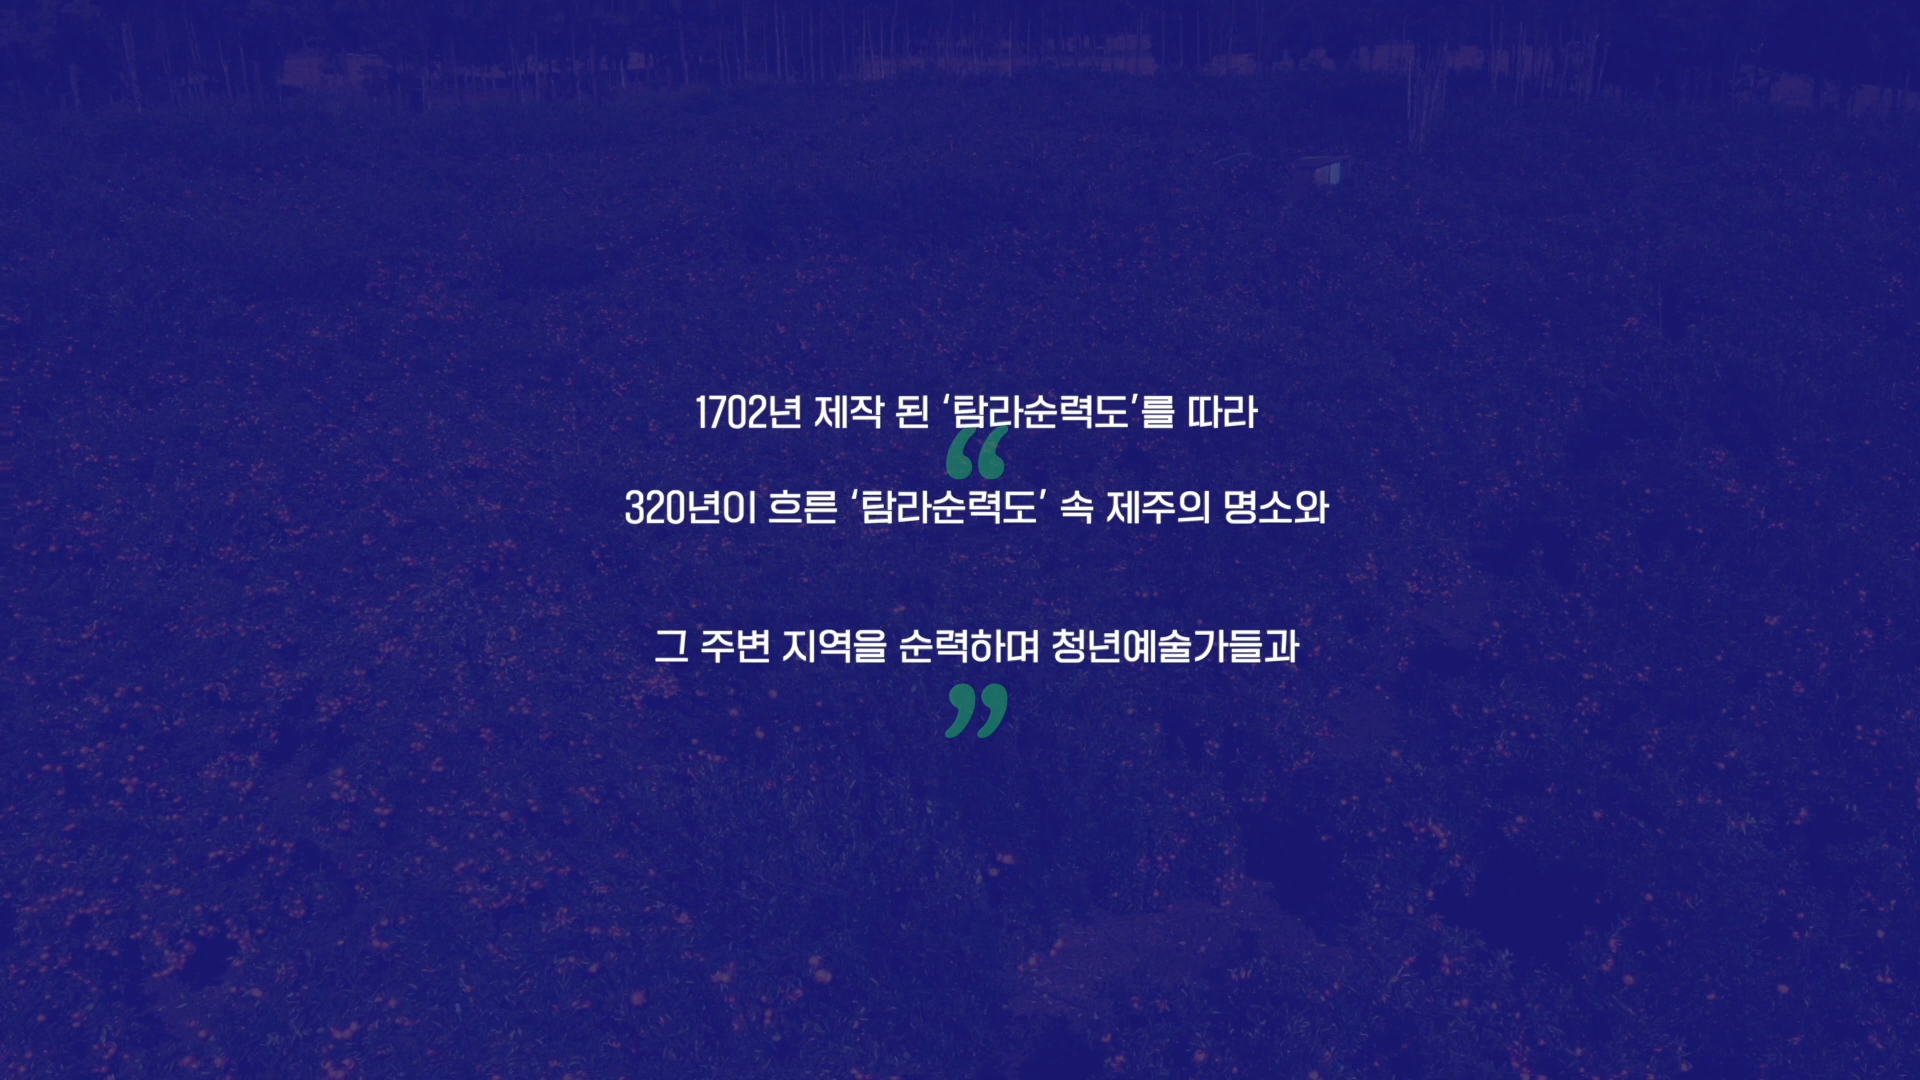 1702년 제작 된 ‘탐라순력도’를 따라
“
320년이 흐른 ‘탐라순력도’ 속 제주의 명소와
그 주변 지역을 순력하며 청년예술가들과
”